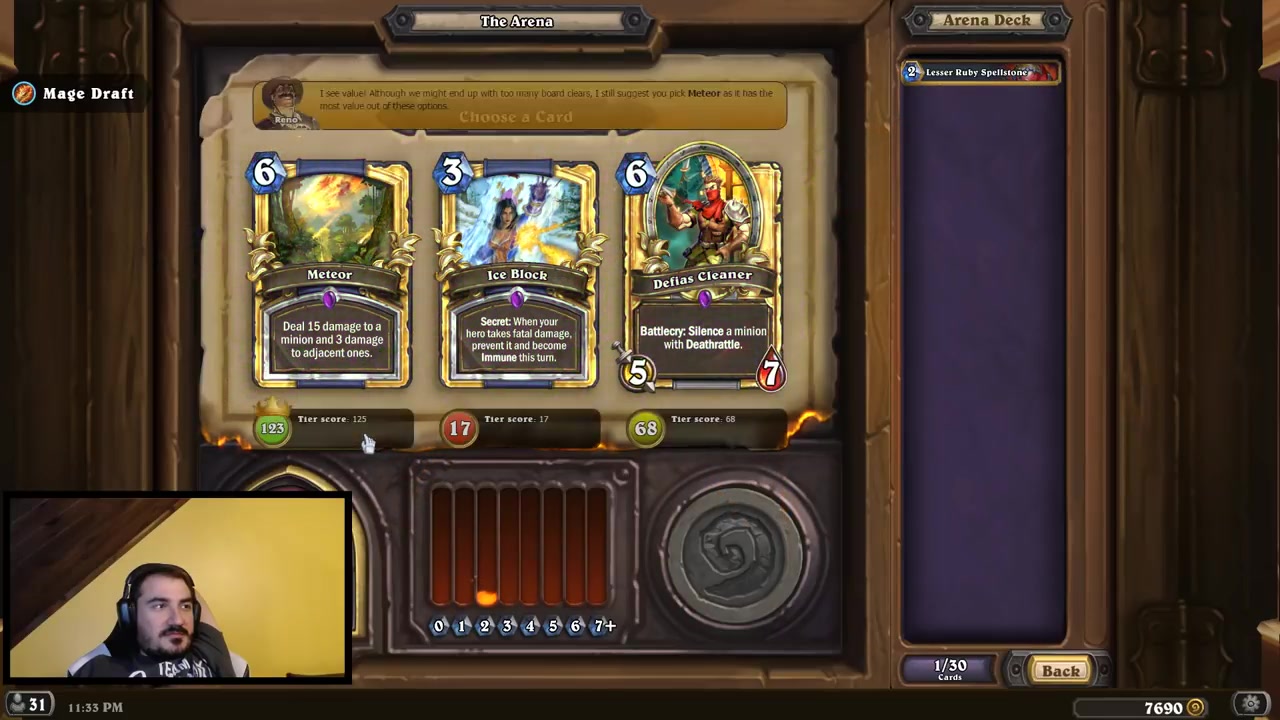 The Arena
Arena Deck
2 Lesser Ruby Spellstone
Mage Draft
I see value! Although we might end up with too many board clears, I still suggest you pick Meteor as it has the
most value out of these options.
Reno
Choose a Card
6
3
6
Meteor
Ice Block
Defias Cleaner
Deal 15 damage to a
minion and 3 damage
to adjacent ones.
Secret: When your
hero takes fatal damage,
prevent it and become
Immune this turn.
Battlecry: Silence a minion
with Deathrattle.
5
7
123 Tier score: 125
17 Tier score: 17
68 Tier score: 68
0 1 2 3 4 5 6 7+
1/30
Cards
Back
31 11:33 PM
7690